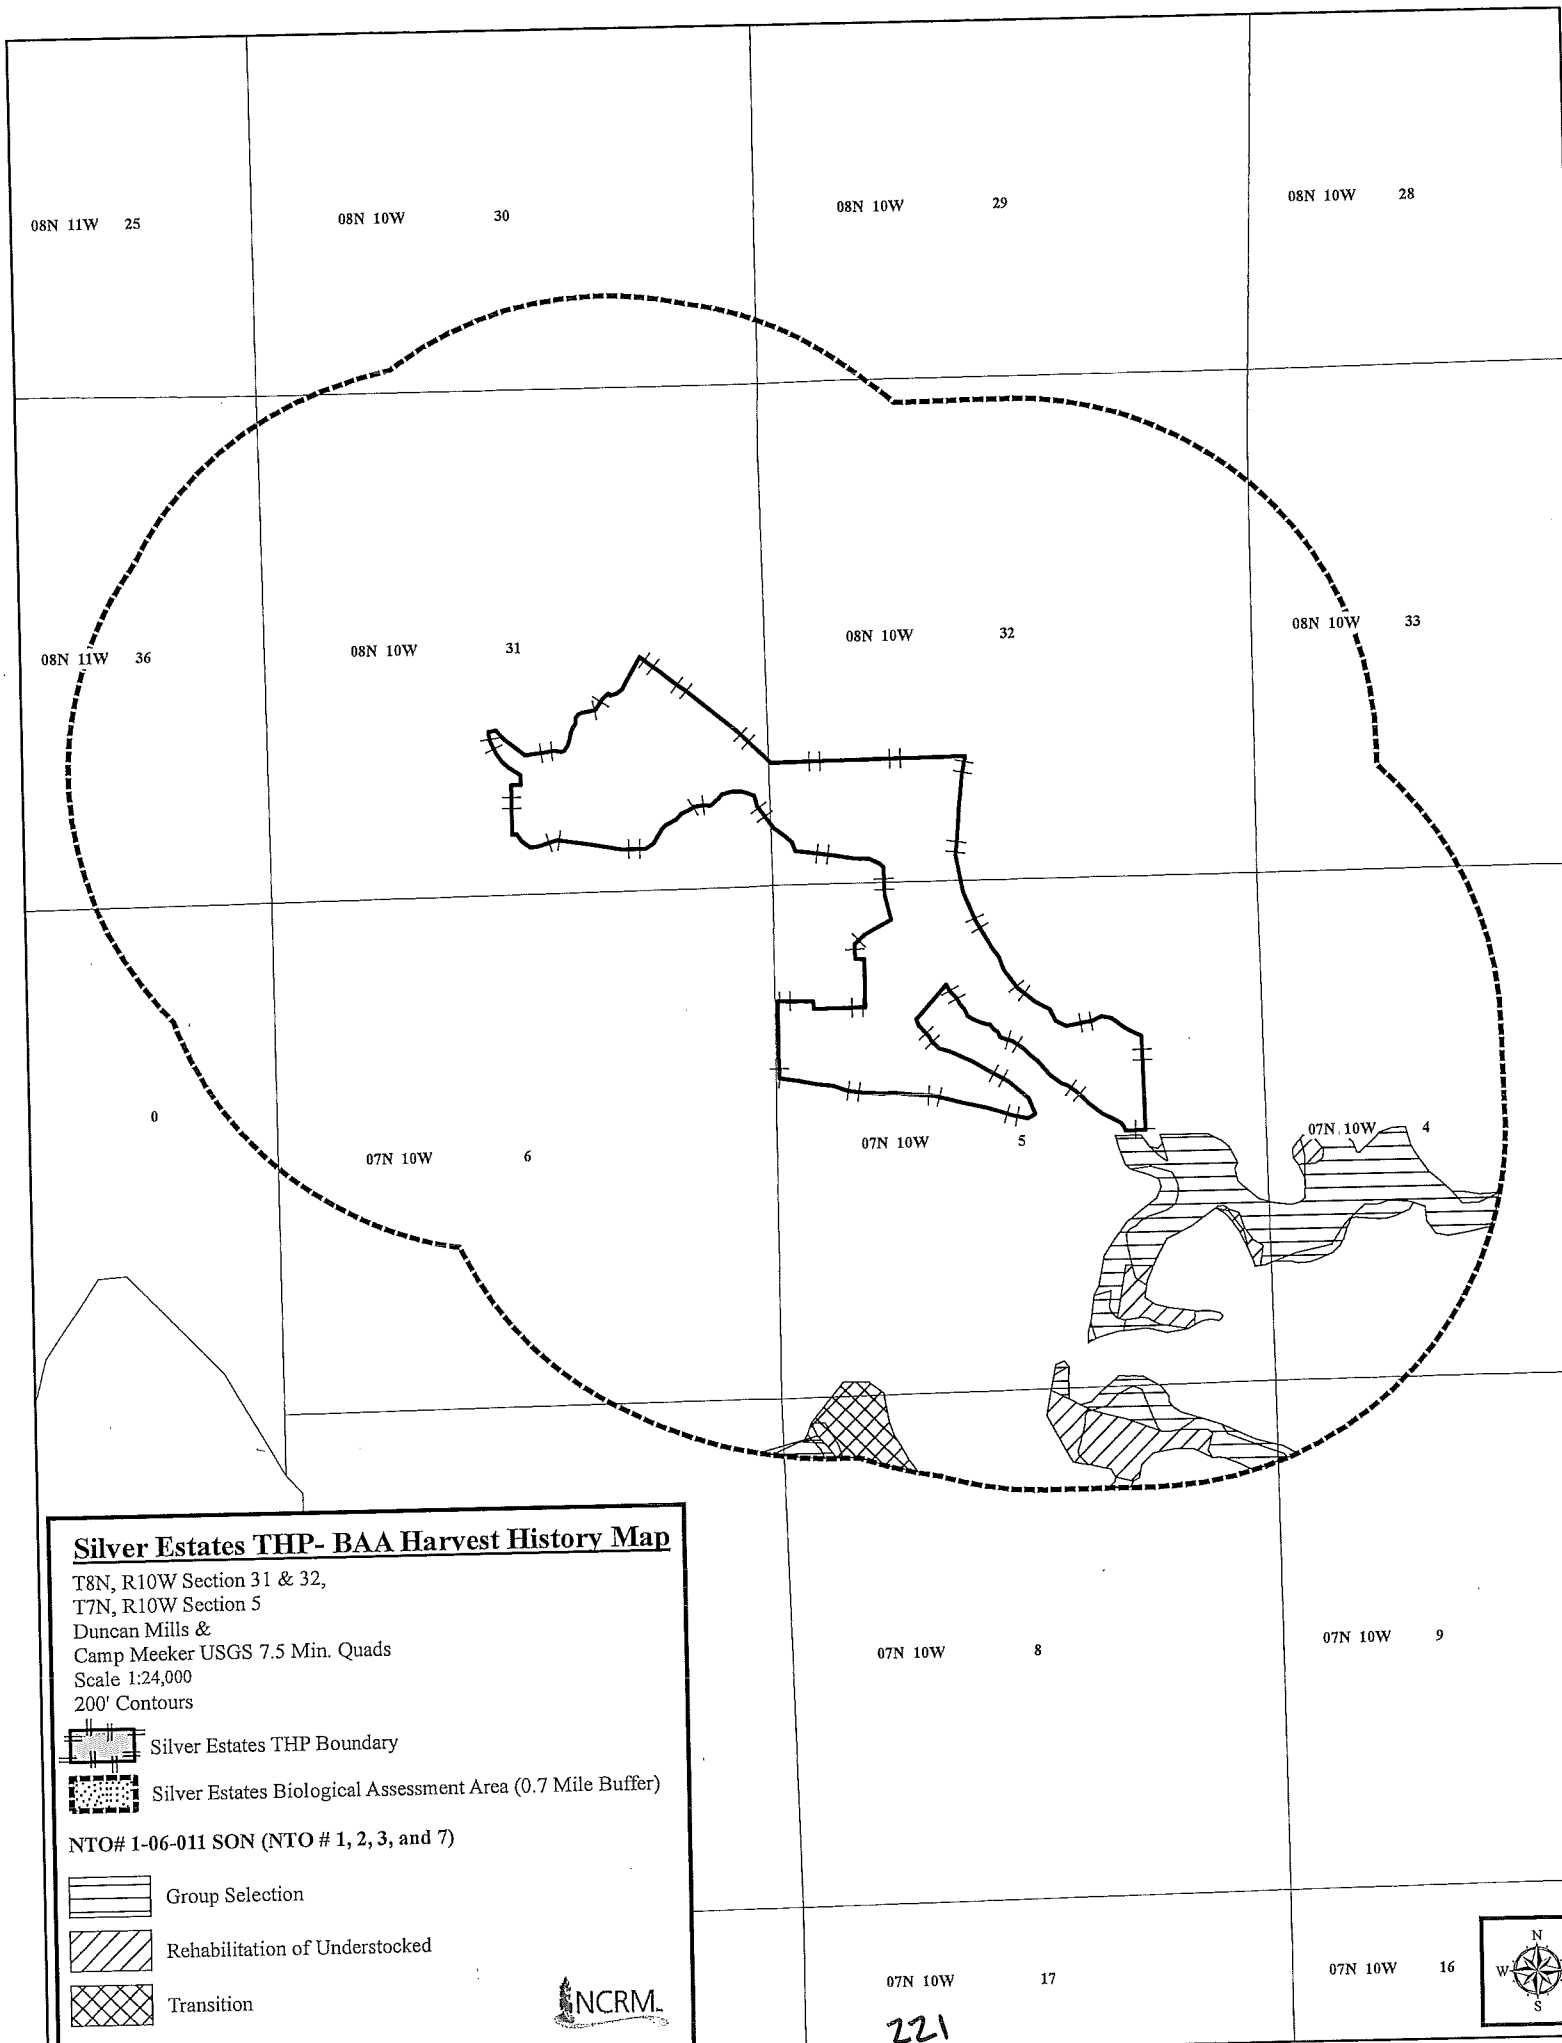 08N 11W 25
08N 10W 30
08N 10W 29
08N 10W 28
08N 11W 36
08N 10W 31
08N 10W 32
08N 10W 33
0
07N 10W 6
07N 10W 5
07N 10W 4
Silver Estates THP- BAA Harvest History Map
T8N, R10W Section 31 & 32,
T7N, R10W Section 5
Duncan Mills &
Camp Meeker USGS 7.5 Min. Quads
Scale 1:24,000
200' Contours
Silver Estates THP Boundary
Silver Estates Biological Assessment Area (0.7 Mile Buffer)
NTO# 1-06-011 SON (NTO # 1, 2, 3, and 7)
Group Selection
Rehabilitation of Understocked
Transition
NCRM
07N 10W 8
07N 10W 9
07N 10W 17
07N 10W 16
N
W
S
221